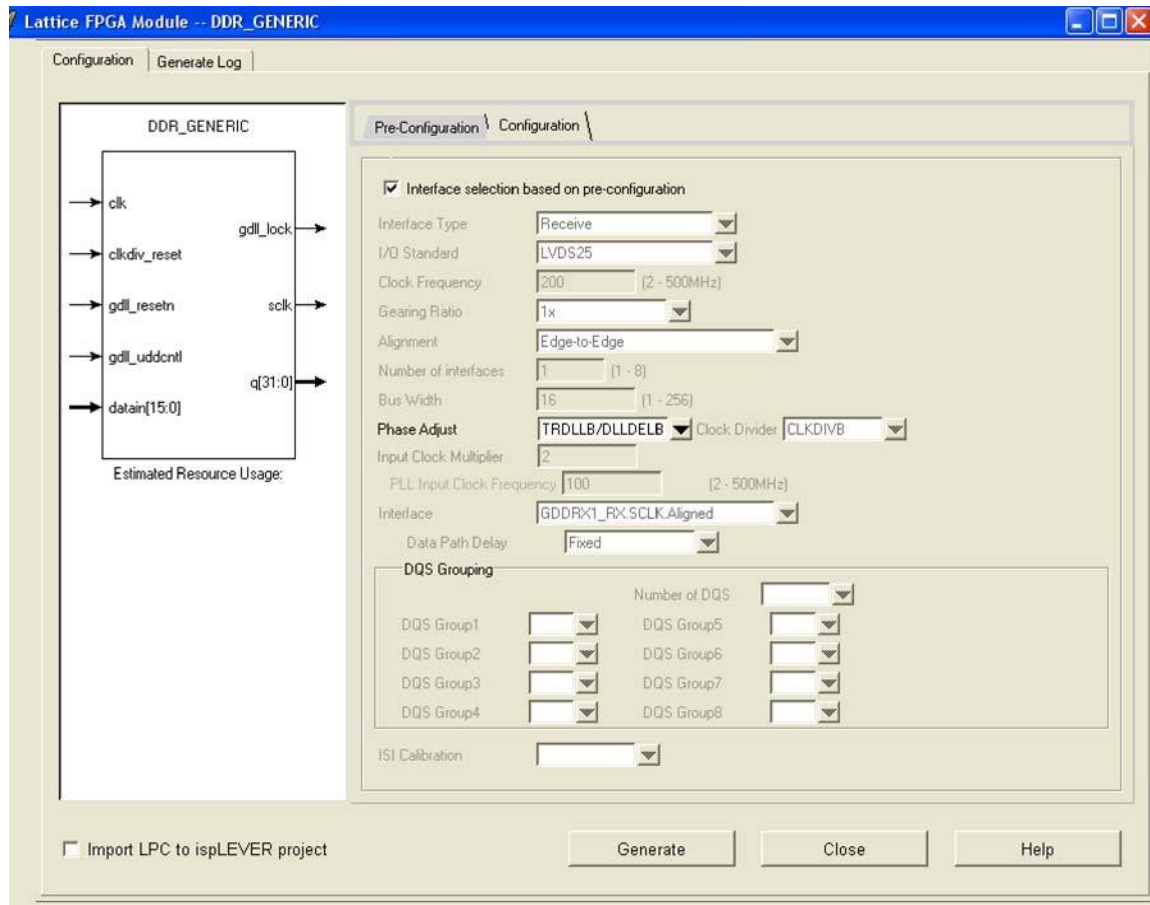 Lattice FPGA Module -- DDR_GENERIC
Configuration Generate Log
DDR_GENERIC
clk
gdll_lock
clkdiv_reset
gdll_resetn
sclk
gdll_uddcntl
q[31:0]
datain[15:0]
Estimated Resource Usage:
Pre-Configuration Configuration
Interface selection based on pre-configuration
Interface Type Receive
I/O Standard LVDS25
Clock Frequency 200 (2 - 500MHz)
Gearing Ratio 1x
Alignment Edge-to-Edge
Number of interfaces 1 (1 - 8)
Bus Width 16 (1 - 256)
Phase Adjust TRDLLB/DLLDELB Clock Divider CLKDIVB
Input Clock Multiplier 2
PLL Input Clock Frequency 100 (2 - 500MHz)
Interface GDDRX1_RX.SCLK.Aligned
Data Path Delay Fixed
DQS Grouping
Number of DQS
DQS Group1 DQS Group5
DQS Group2 DQS Group6
DQS Group3 DQS Group7
DQS Group4 DQS Group8
ISI Calibration
Import LPC to ispLEVER project
Generate Close Help